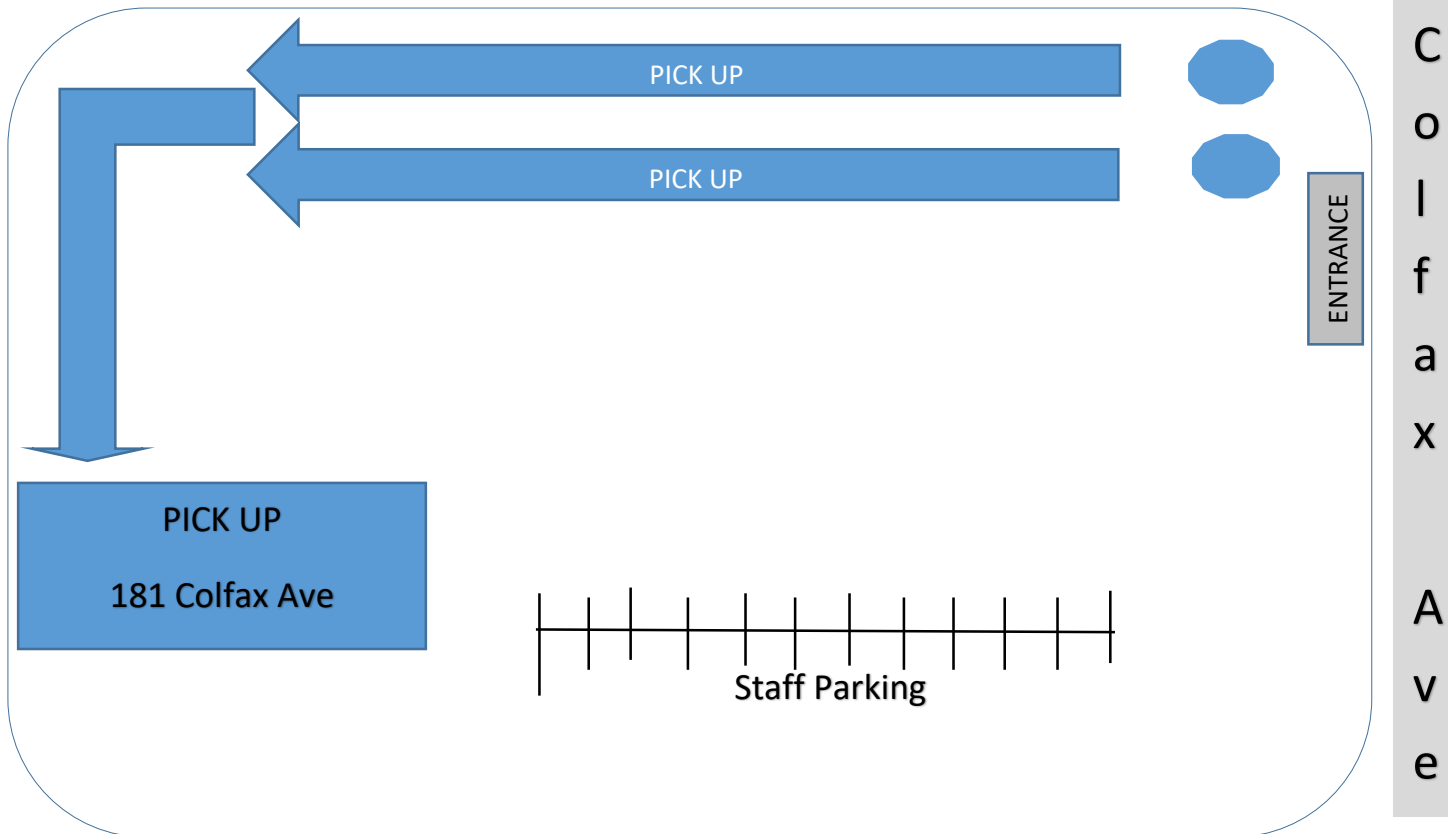 PICK UP
PICK UP
ENTRANCE
Colfax Ave
PICK UP
181 Colfax Ave
Staff Parking